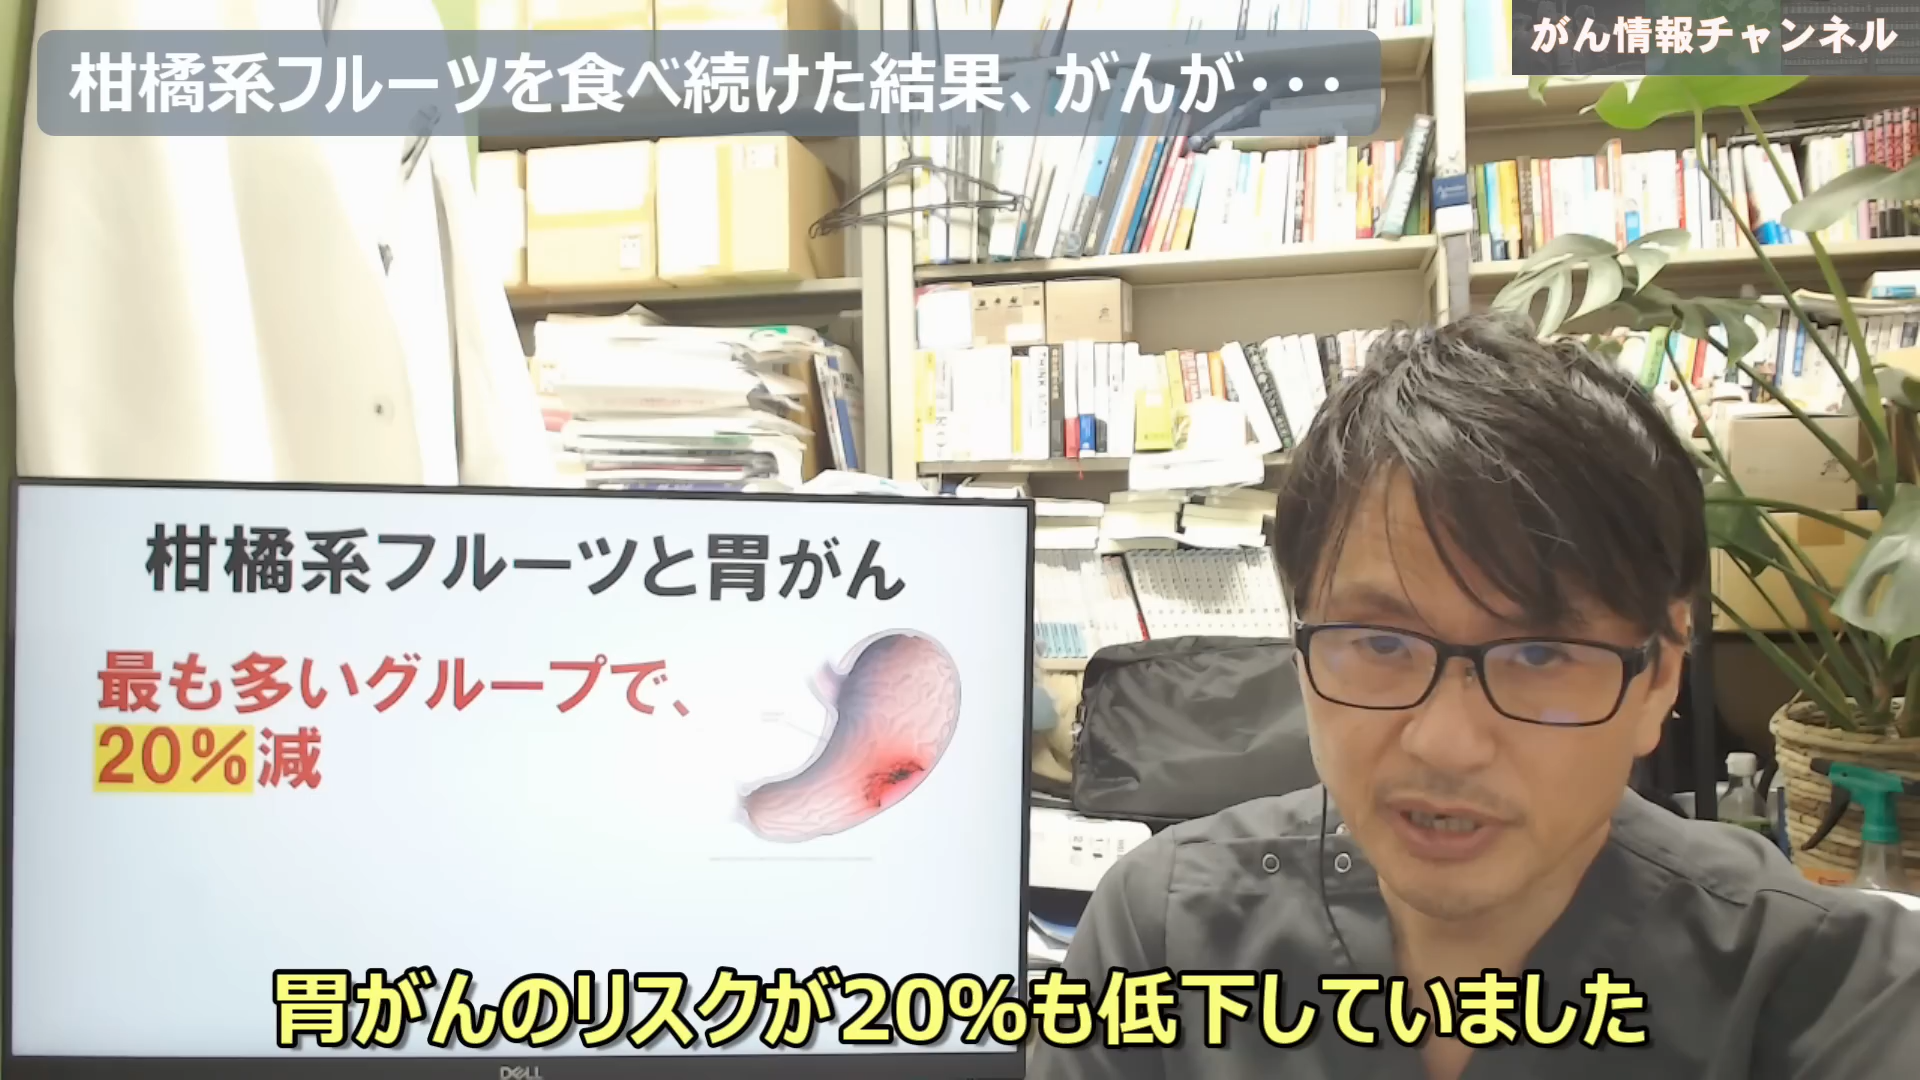 柑橘系フルーツを食べ続けた結果、がんが・・・
がん情報チャンネル
柑橘系フルーツと胃がん
最も多いグループで、
20%減
胃がんのリスクが20%も低下していました
DELL